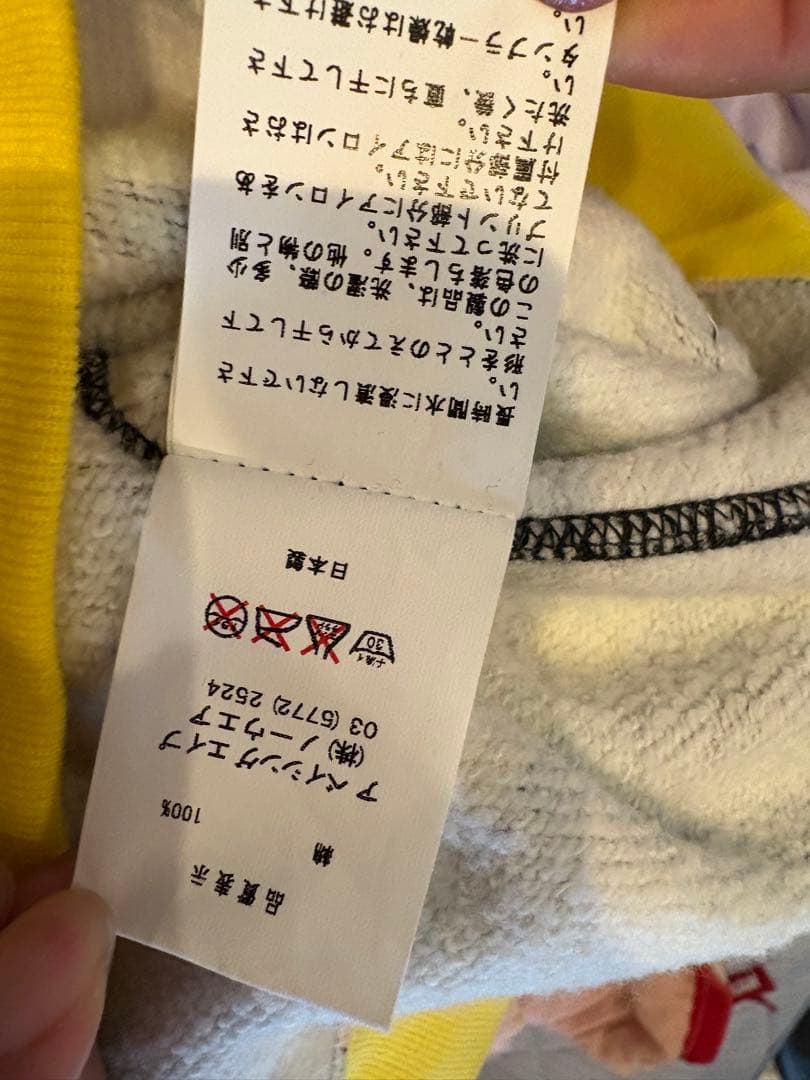 品質表示
綿
100%
ア ベイシング エイプ
(株) ノーウエア
03 (5772) 2524
30
日本製
長時間水に浸漬しないで下さ
い。
形をととのえてから干して下
さい。
この製品は、洗濯の際、多少
の色落ちします。他の物と別
に洗って下さい。
プリント部分にアイロンをあ
てないで下さい。
付属部分にはアイロンはおさ
け下さい。
洗たく後、直ちに干して下さ
い。
タンブラー乾燥はお避け下さ
い。